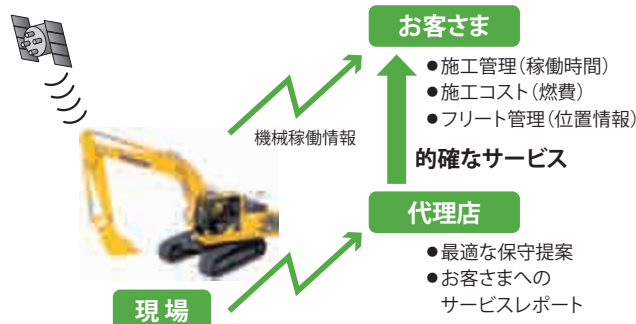 お客さま
●施工管理(稼働時間)
●施工コスト(燃費)
●フリート管理(位置情報)
機械稼働情報
的確なサービス
代理店
●最適な保守提案
●お客さまへの
サービスレポート
現場